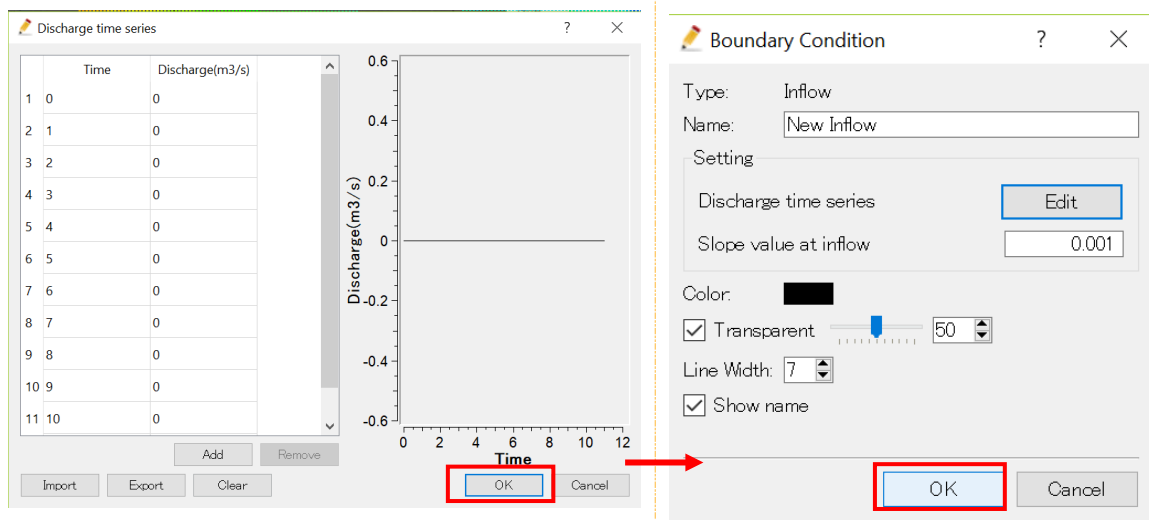 Discharge time series ? ×
Time Discharge(m3/s)
1 0 0
2 1 0
3 2 0
4 3 0
5 4 0
6 5 0
7 6 0
8 7 0
9 8 0
10 9 0
11 10 0
Add Remove
Import Export Clear
Discharge(m3/s)
0.6
0.4
0.2
0
-0.2
-0.4
-0.6
0 2 4 6 8 10 12
Time
OK Cancel
Boundary Condition ? ×
Type: Inflow
Name: New Inflow
Setting
Discharge time series Edit
Slope value at inflow 0.001
Color:
Transparent 50
Line Width: 7
Show name
OK Cancel